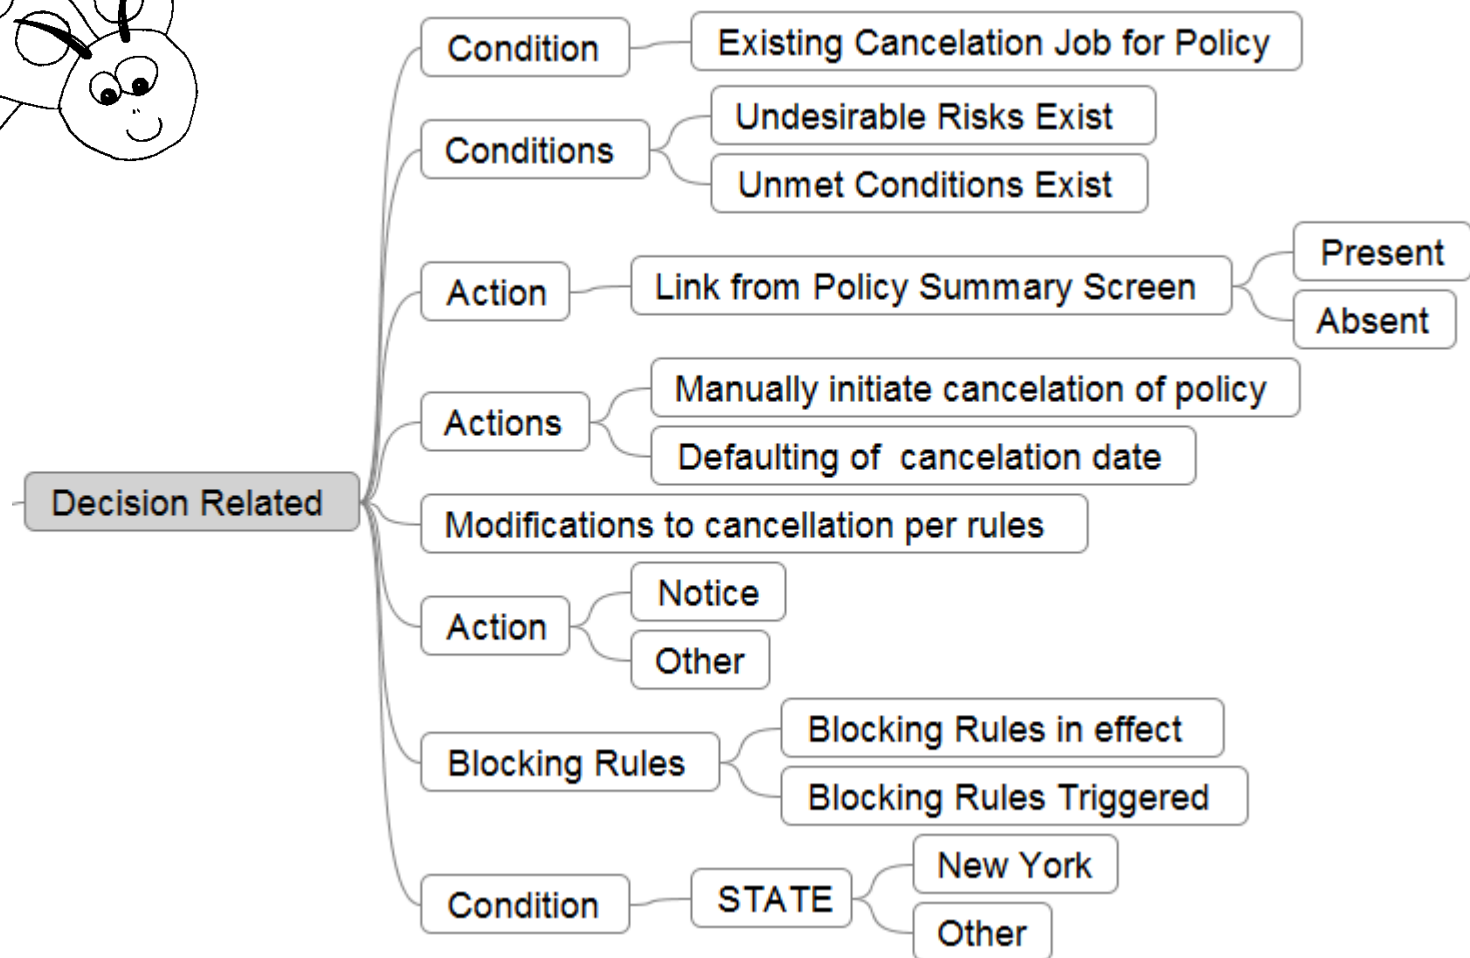 Condition
Existing Cancelation Job for Policy
Conditions
Undesirable Risks Exist
Unmet Conditions Exist
Action
Link from Policy Summary Screen
Present
Absent
Actions
Manually initiate cancelation of policy
Defaulting of cancelation date
Decision Related
Modifications to cancellation per rules
Action
Notice
Other
Blocking Rules
Blocking Rules in effect
Blocking Rules Triggered
Condition
STATE
New York
Other